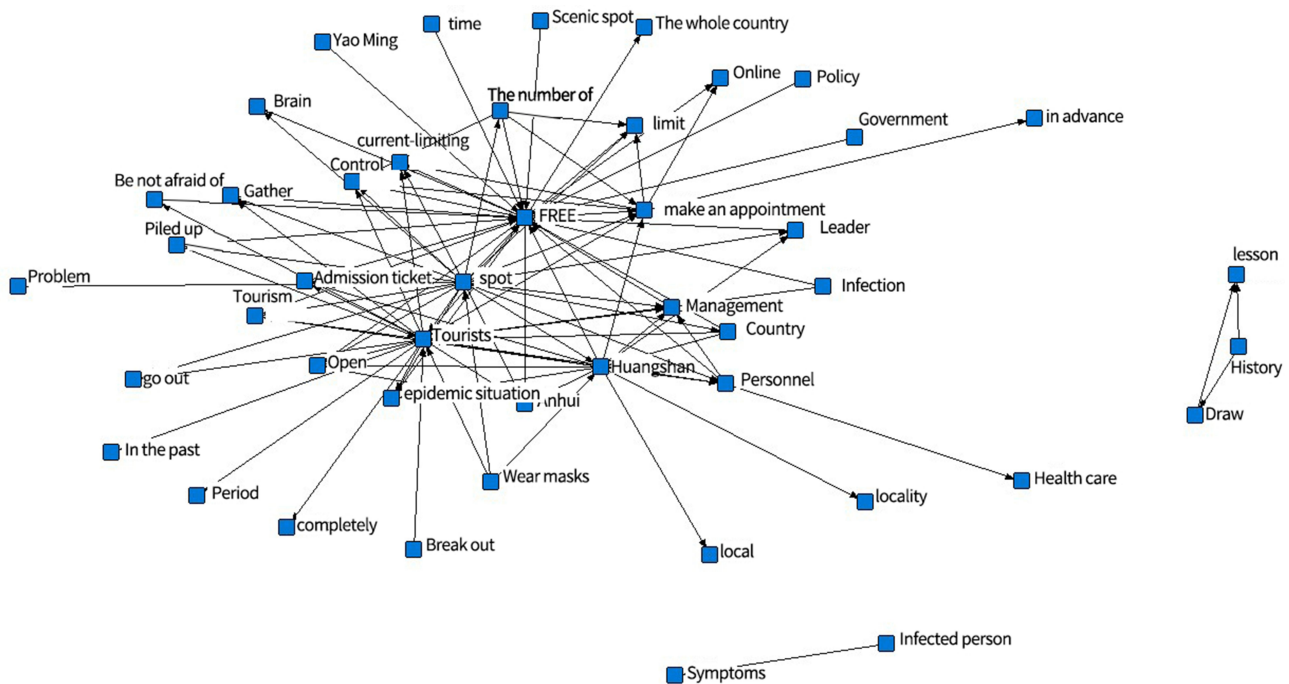 Scenic spot
time
The whole country
Yao Ming
Online
Policy
The number of
Brain
in advance
Government
limit
current-limiting
Control
Be not afraid of
Gather
make an appointment
FREE
Piled up
Leader
lesson
Problem
Admission ticket
spot
Infection
Tourism
Management
Country
Tourists
Open
Huangshan
History
go out
Personnel
epidemic situation
Anhui
Draw
In the past
Wear masks
Health care
Period
locality
completely
Break out
local
Infected person
Symptoms